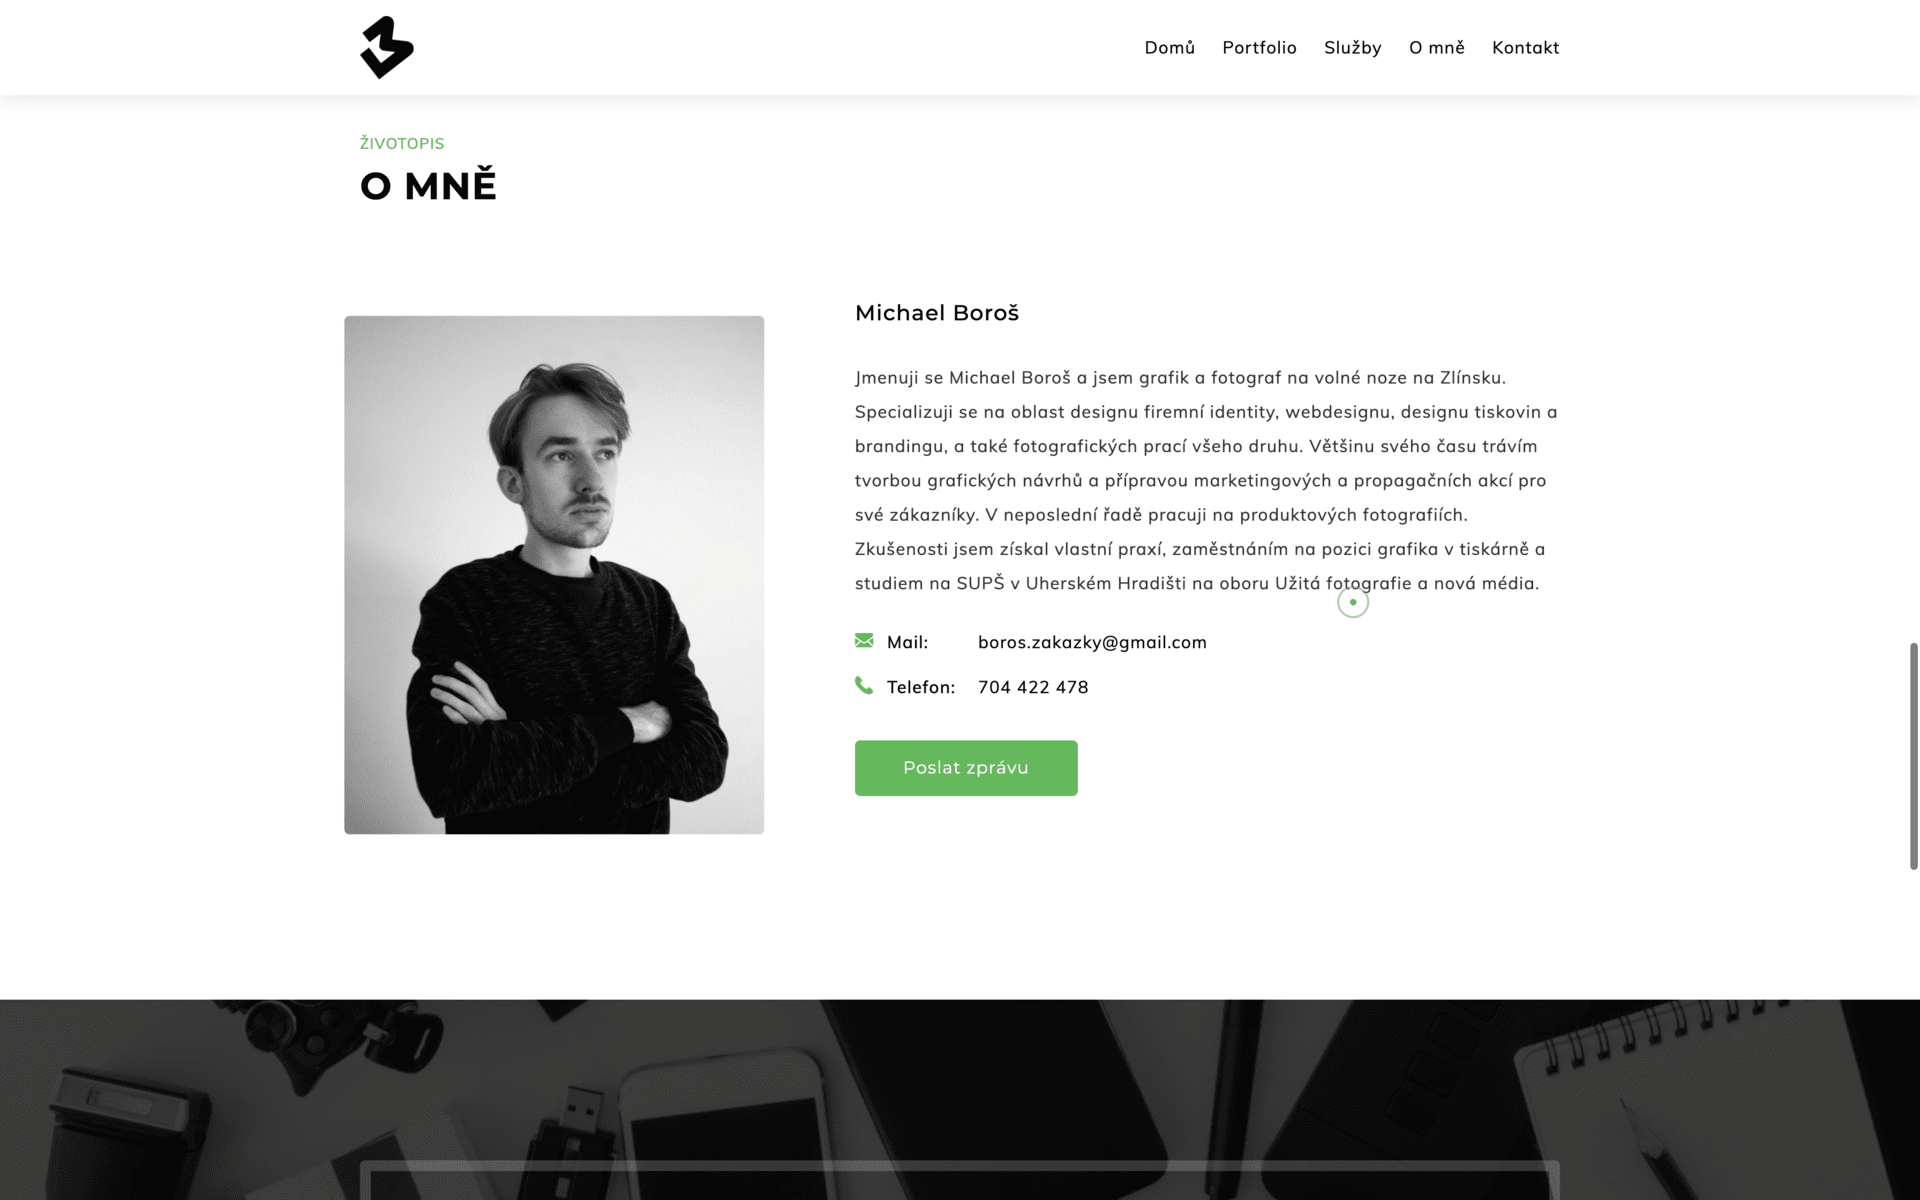 Domů Portfolio Služby O mně Kontakt
ŽIVOTOPIS
O MNĚ
Michael Boroš
Jmenuji se Michael Boroš a jsem grafik a fotograf na volné noze na Zlínsku.
Specializuji se na oblast designu firemní identity, webdesignu, designu tiskovin a
brandingu, a také fotografických prací všeho druhu. Většinu svého času trávím
tvorbou grafických návrhů a přípravou marketingových a propagačních akcí pro
své zákazníky. V neposlední řadě pracuji na produktových fotografiích.
Zkušenosti jsem získal vlastní praxí, zaměstnáním na pozici grafika v tiskárně a
studiem na SUPŠ v Uherském Hradišti na oboru Užitá fotografie a nová média.
Mail: boros.zakazky@gmail.com
Telefon: 704 422 478
Poslat zprávu